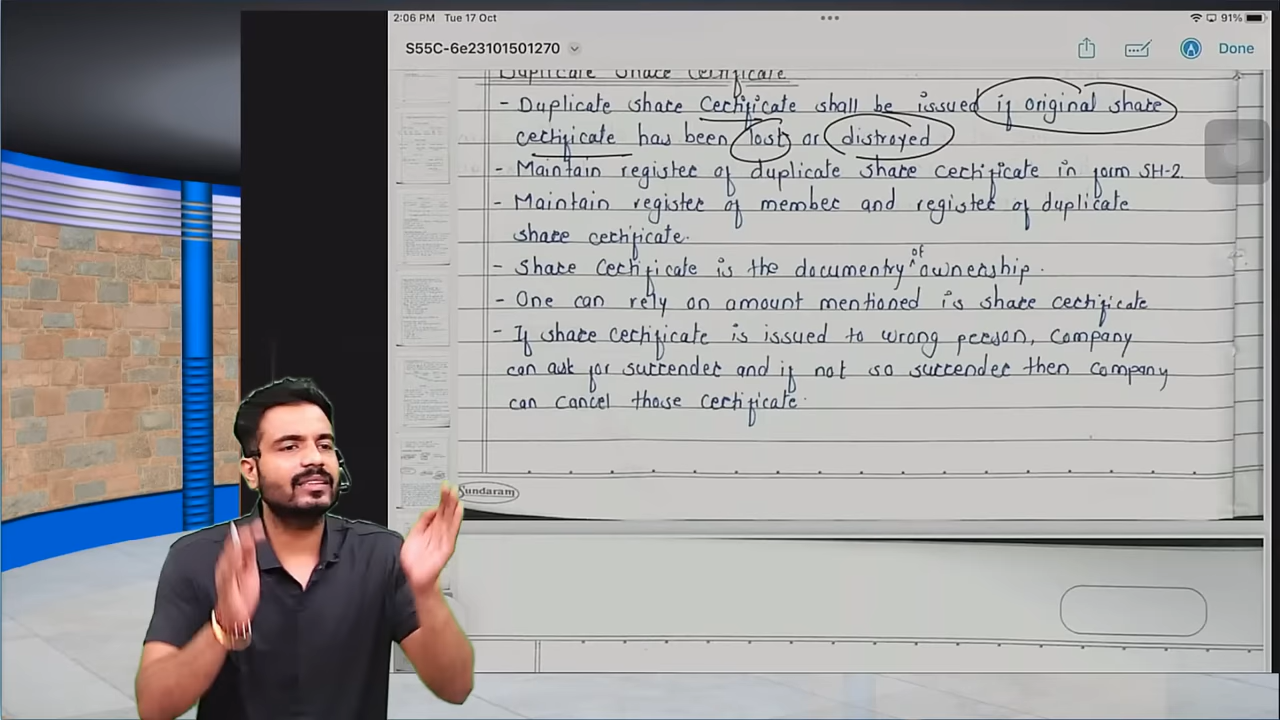 2:06 PM Tue 17 Oct
91%
S55C-6e23101501270
Done
Duplicate Share Certificate
- Duplicate share certificate shall be issued if original share
certificate has been lost or distroyed
- Maintain register of duplicate share certificate in form SH-2.
- Maintain register of member and register of duplicate
share certificate.
- Share certificate is the documentry of ownership.
- One can rely on amount mentioned is share certificate
- If share certificate is issued to wrong person, Company
can ask for surrender and if not so surrender then company
can cancel those certificate.
Sundaram